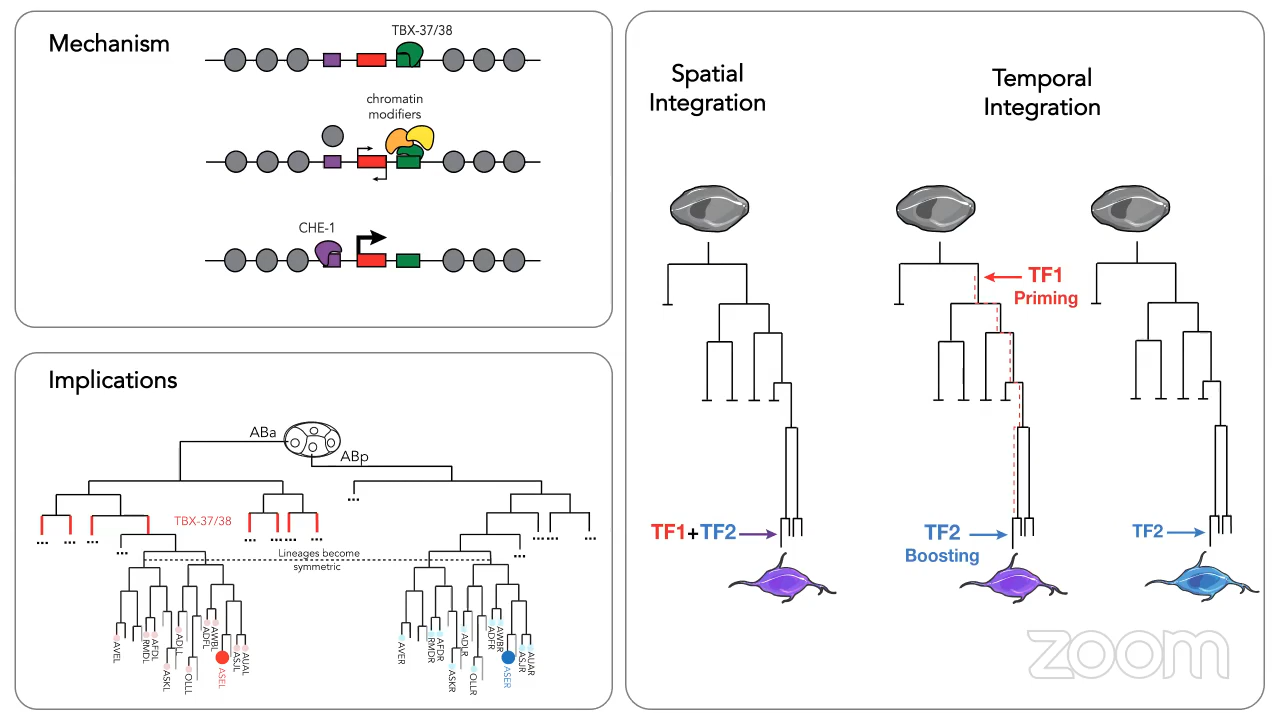 Mechanism
TBX-37/38
chromatin
modifiers
CHE-1
Implications
ABa
ABp
...
TBX-37/38
... ... ... ... ... ...
... ...
...
Lineages become
symmetric
AVEL
RMDL
AFDL
ASKL
ADLL
OLLL
ADFL
AWBL
ASEL
ASJL
AUAL
AVER
RMDR
AFDR
ASKR
ADLR
OLLR
ADFR
AWBR
ASER
ASJR
AUAR
Spatial
Integration
Temporal
Integration
TF1
Priming
TF1+TF2
TF2
Boosting
TF2
zoom